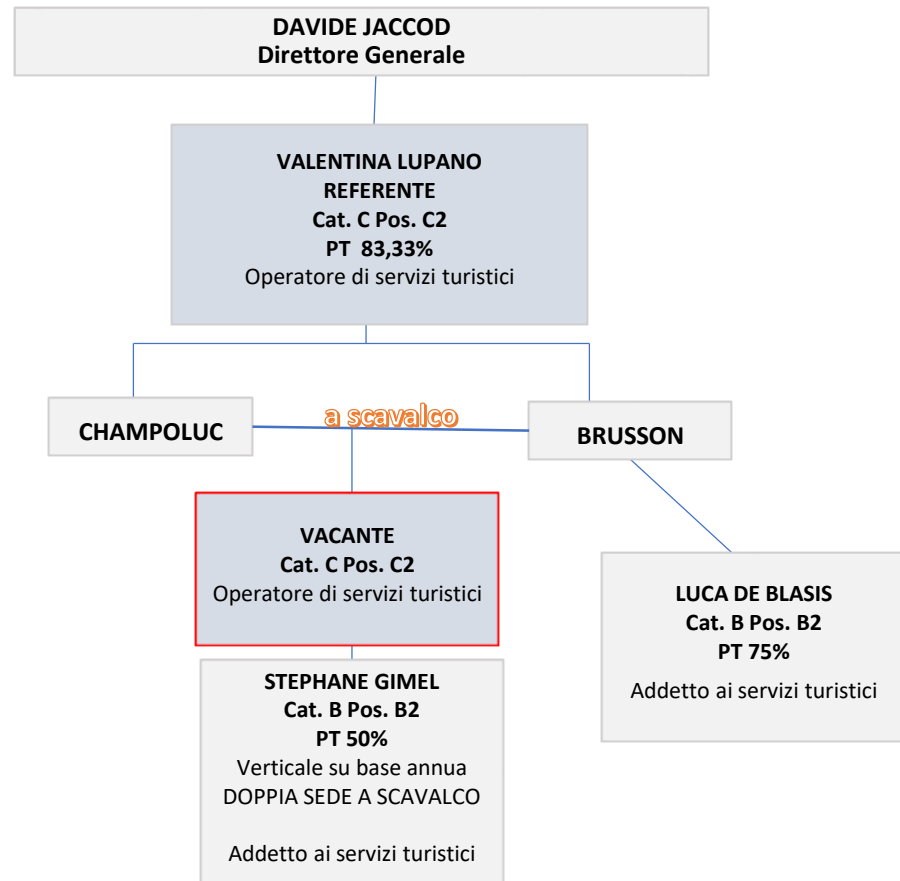 DAVIDE JACCOD
Direttore Generale
VALENTINA LUPANO
REFERENTE
Cat. C Pos. C2
PT 83,33%
Operatore di servizi turistici
CHAMPOLUC
a scavalco
BRUSSON
VACANTE
Cat. C Pos. C2
Operatore di servizi turistici
LUCA DE BLASIS
Cat. B Pos. B2
PT 75%
Addetto ai servizi turistici
STEPHANE GIMEL
Cat. B Pos. B2
PT 50%
Verticale su base annua
DOPPIA SEDE A SCAVALCO
Addetto ai servizi turistici